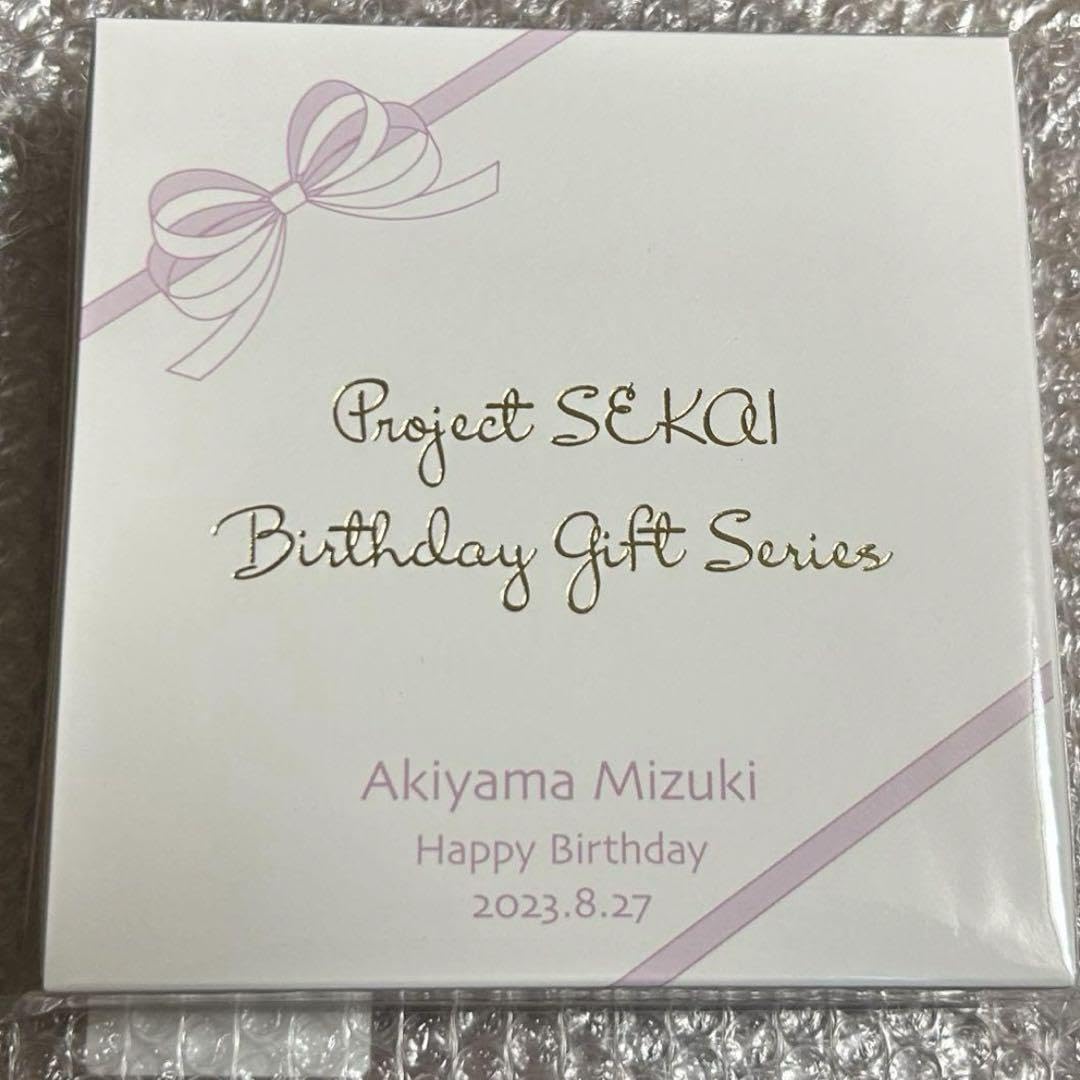 Project SEKAI
Birthday Gift Series
Akiyama Mizuki
Happy Birthday
2023.8.27